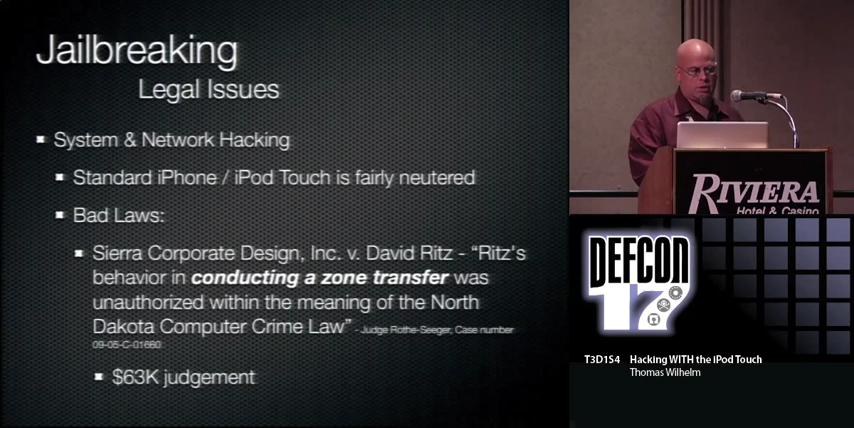 Jailbreaking
Legal Issues
System & Network Hacking
Standard iPhone / iPod Touch is fairly neutered
Bad Laws:
Sierra Corporate Design, Inc. v. David Ritz - “Ritz's
behavior in conducting a zone transfer was
unauthorized within the meaning of the North
Dakota Computer Crime Law” - Judge Rothe-Seeger, Case number
09-05-C-01660
$63K judgement
RIVIERA
Hotel & Casino
DEFCON
17
T3D1S4 Hacking WITH the iPod Touch
Thomas Wilhelm